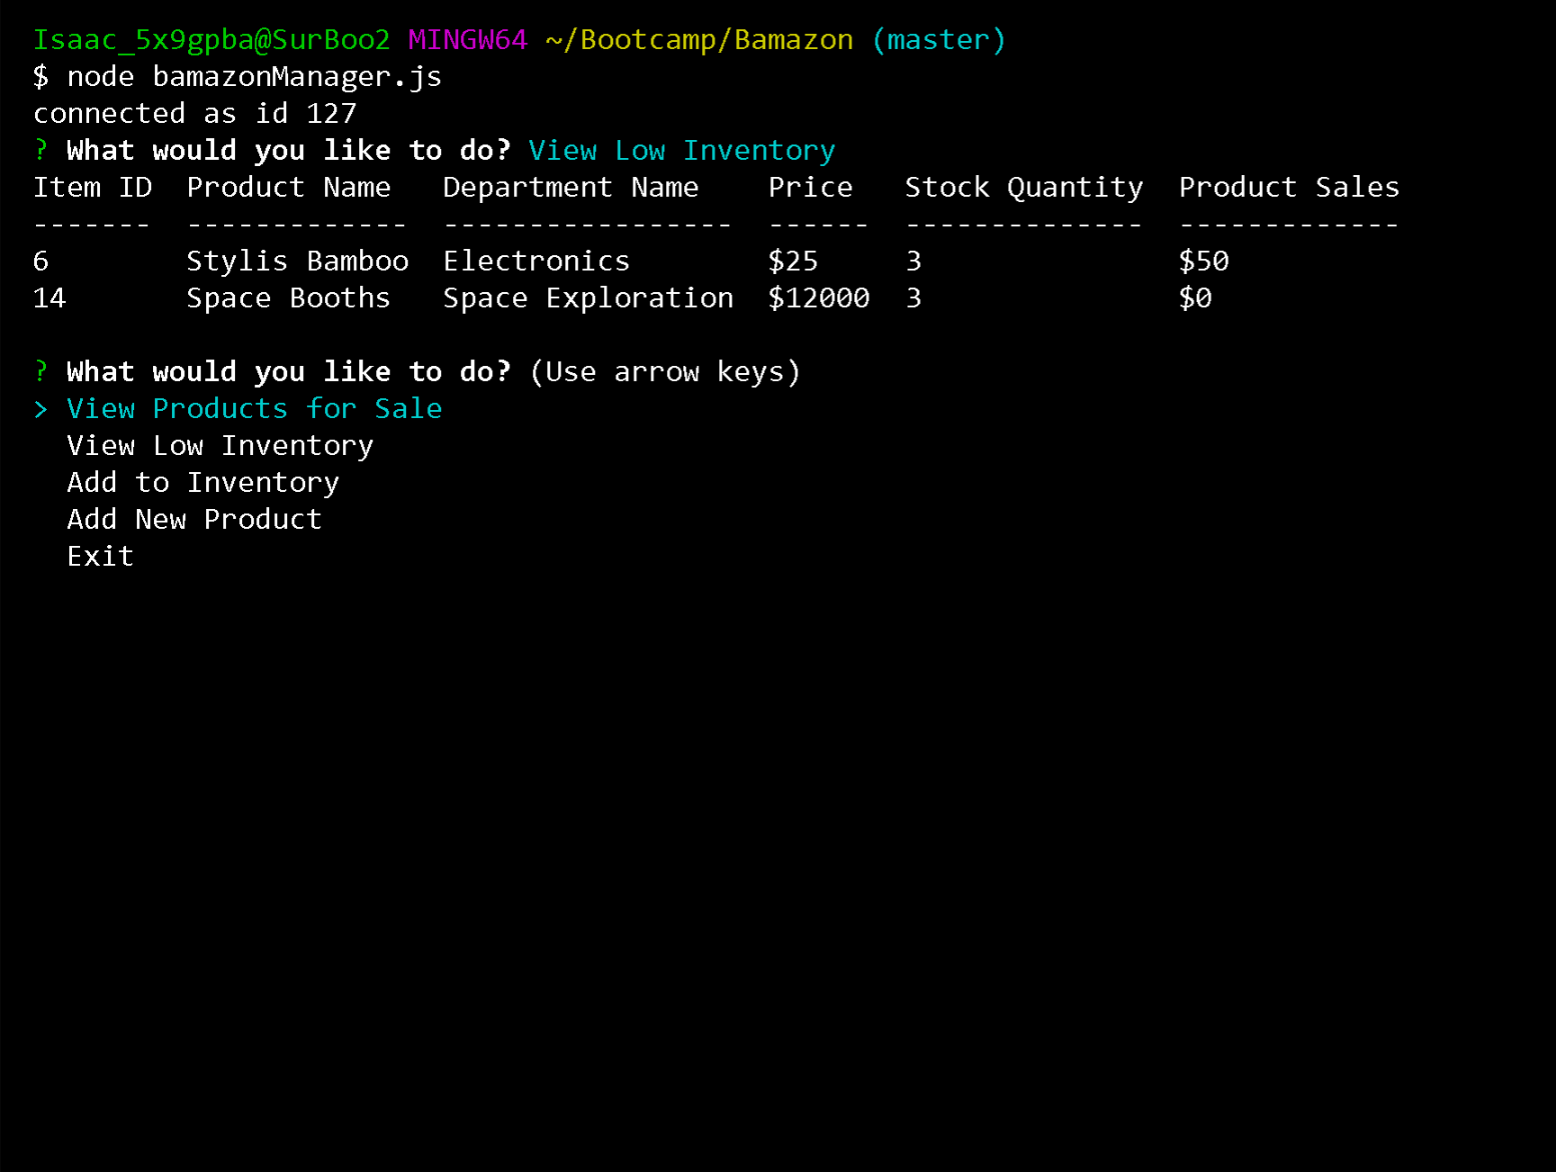 Isaac_5x9gpba@SurBoo2 MINGW64 ~/Bootcamp/Bamazon (master)
$ node bamazonManager.js
connected as id 127
? What would you like to do? View Low Inventory
Item ID  Product Name   Department Name    Price   Stock Quantity  Product Sales
-------  -------------  -----------------  ------  --------------  -------------
6        Stylis Bamboo  Electronics        $25     3               $50
14       Space Booths   Space Exploration  $12000  3               $0
? What would you like to do? (Use arrow keys)
> View Products for Sale
  View Low Inventory
  Add to Inventory
  Add New Product
  Exit